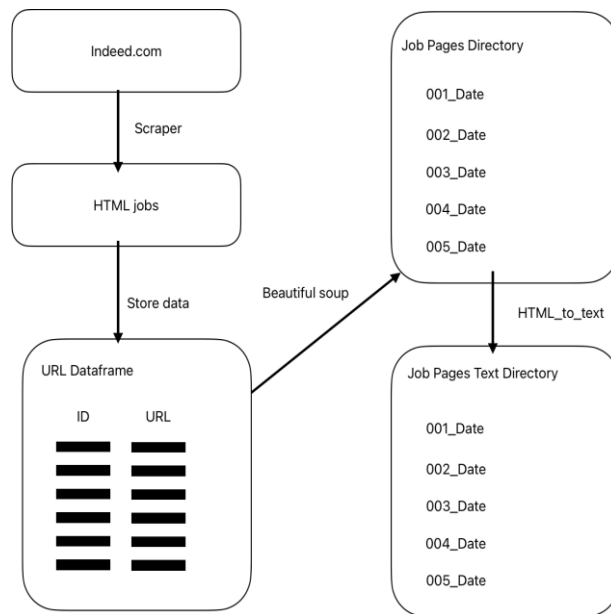 Indeed.com
Scraper
HTML jobs
Store data
URL Dataframe
ID URL
Beautiful soup
Job Pages Directory
001_Date
002_Date
003_Date
004_Date
005_Date
HTML_to_text
Job Pages Text Directory
001_Date
002_Date
003_Date
004_Date
005_Date